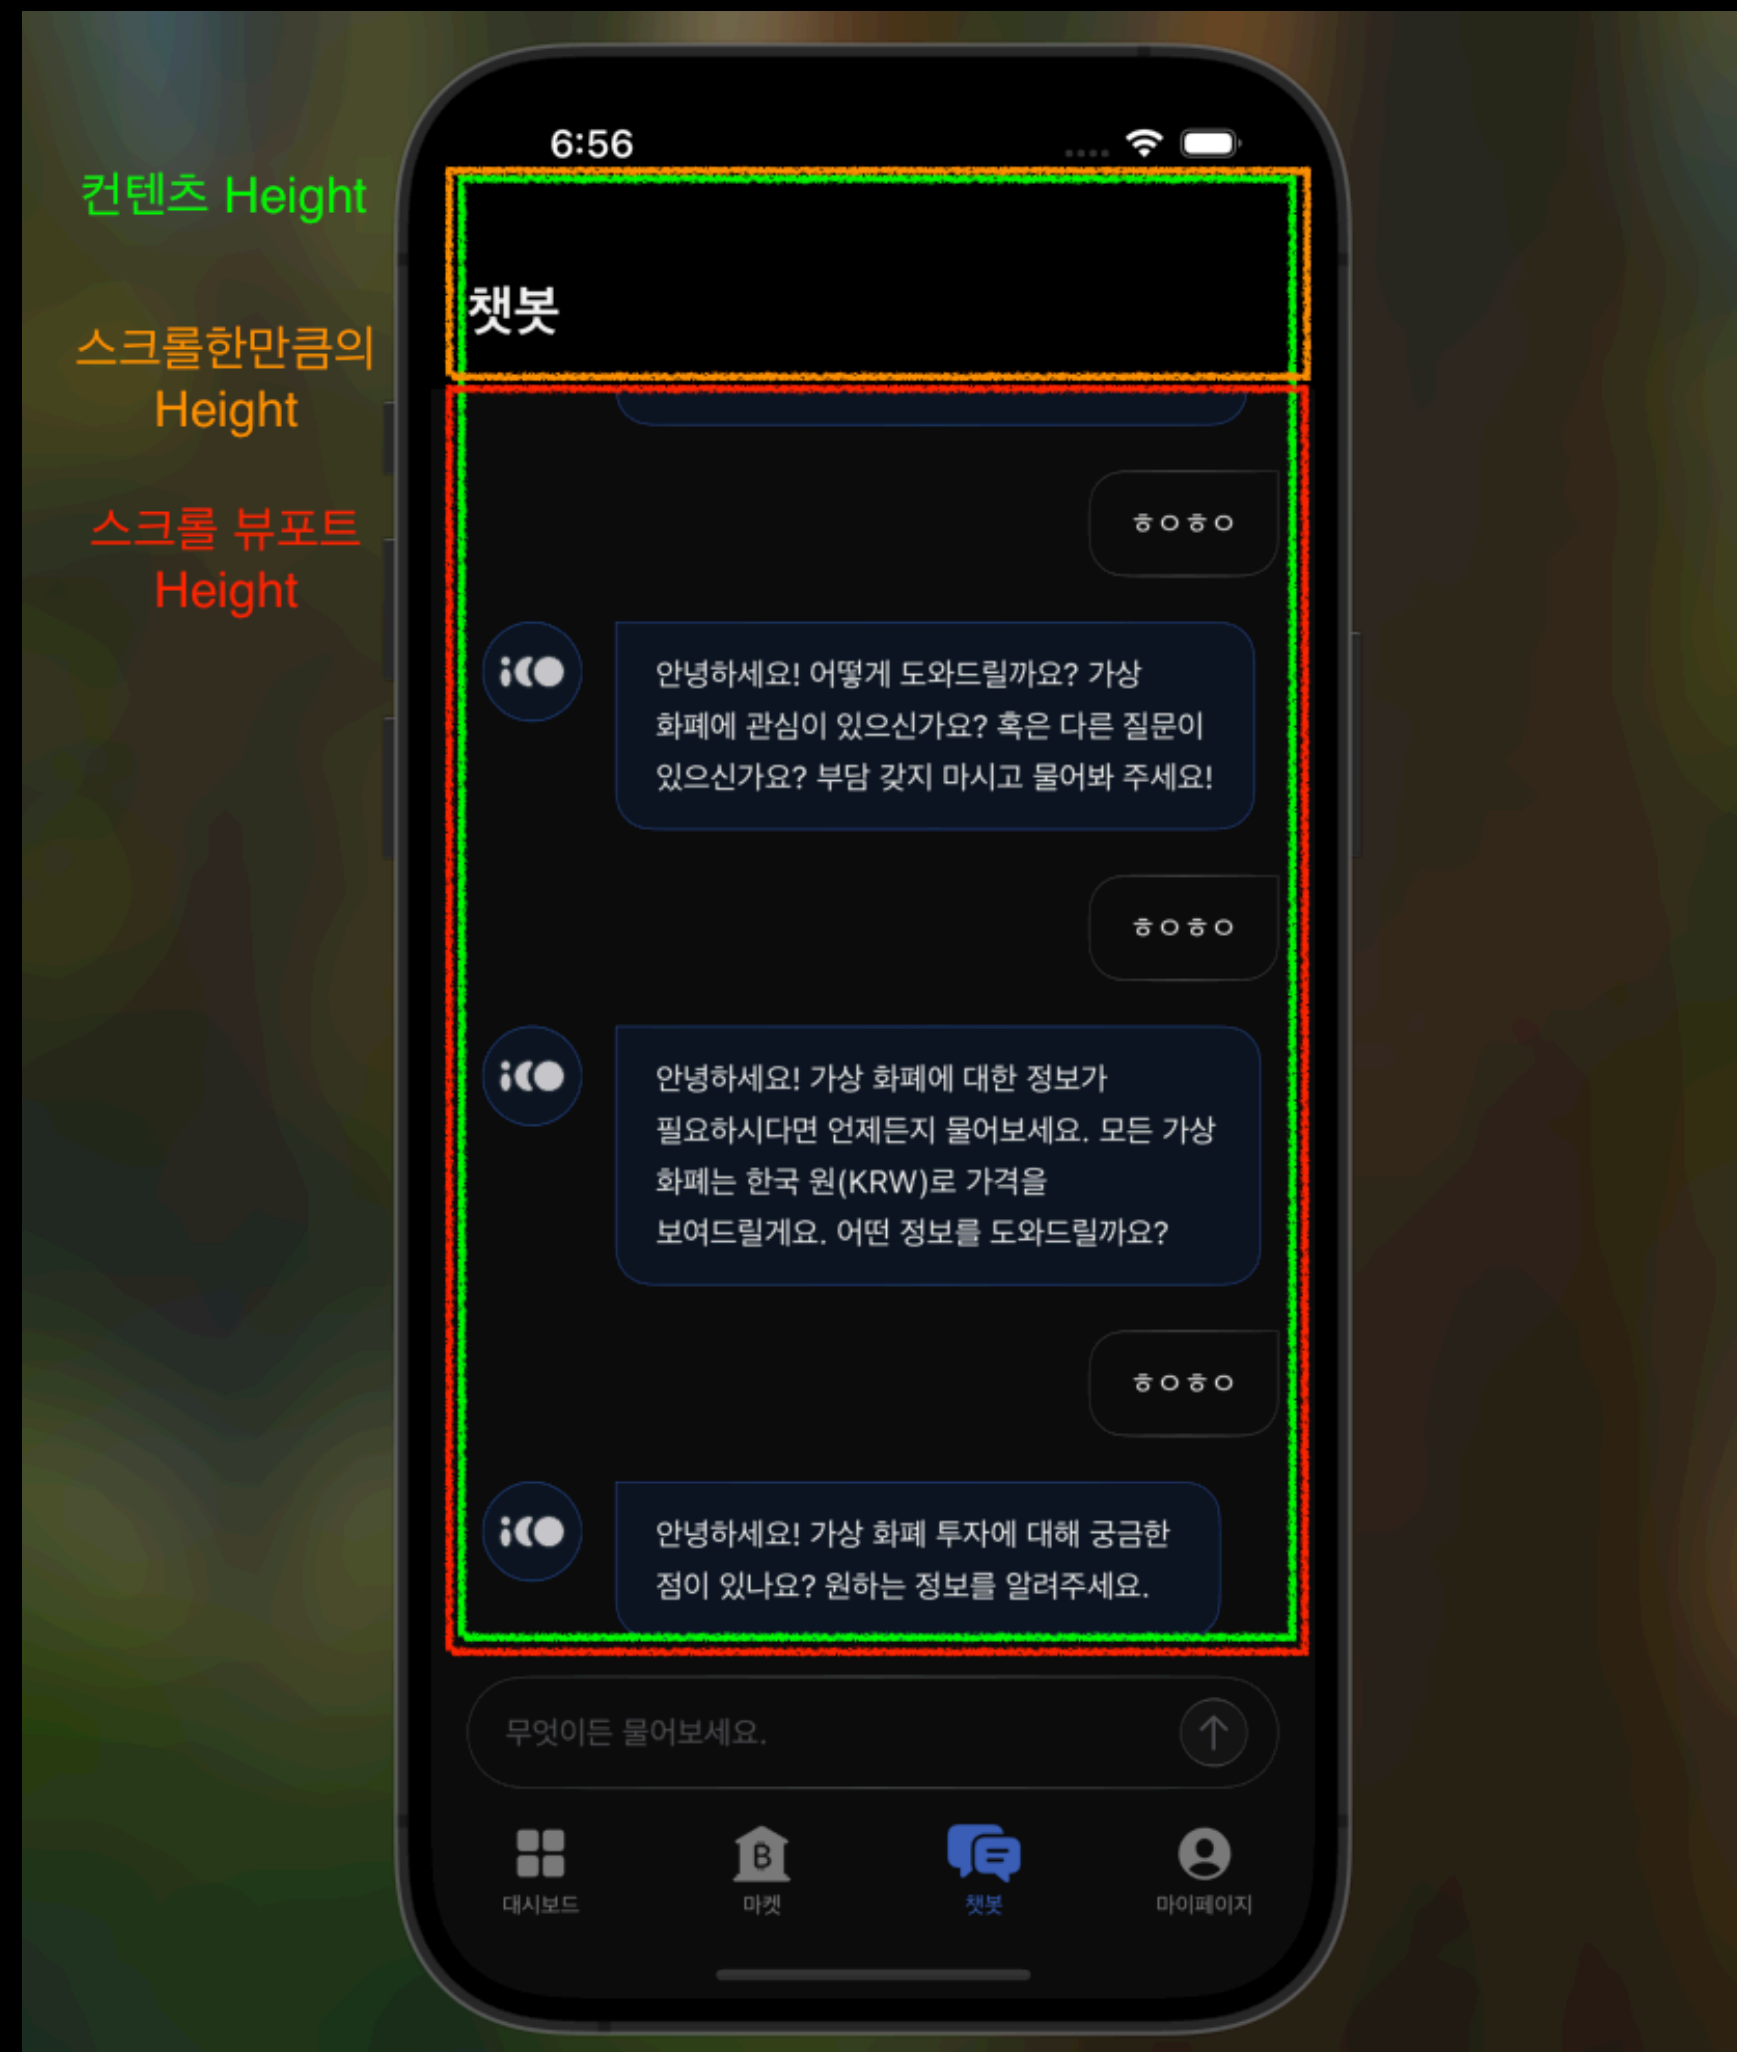 6:56
컨텐츠 Height
스크롤한만큼의
Height
스크롤 뷰포트
Height
챗봇
ㅎㅇㅎㅇ
ico
안녕하세요! 어떻게 도와드릴까요? 가상
화폐에 관심이 있으신가요? 혹은 다른 질문이
있으신가요? 부담 갖지 마시고 물어봐 주세요!
ㅎㅇㅎㅇ
ico
안녕하세요! 가상 화폐에 대한 정보가
필요하시다면 언제든지 물어보세요. 모든 가상
화폐는 한국 원(KRW)로 가격을
보여드릴게요. 어떤 정보를 도와드릴까요?
ㅎㅇㅎㅇ
ico
안녕하세요! 가상 화폐 투자에 대해 궁금한
점이 있나요? 원하는 정보를 알려주세요.
무엇이든 물어보세요.
대시보드
B
마켓
챗봇
마이페이지